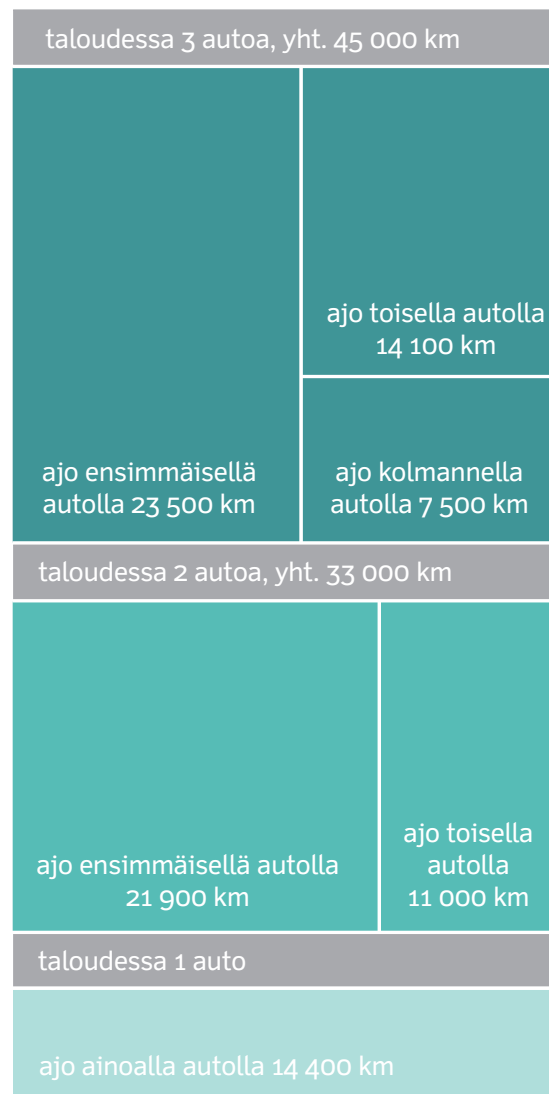 taloudessa 3 autoa, yht. 45 000 km
ajo ensimmäisellä
autolla 23 500 km
ajo toisella autolla
14 100 km
ajo kolmannella
autolla 7 500 km
taloudessa 2 autoa, yht. 33 000 km
ajo ensimmäisellä autolla
21 900 km
ajo toisella
autolla
11 000 km
taloudessa 1 auto
ajo ainoalla autolla 14 400 km